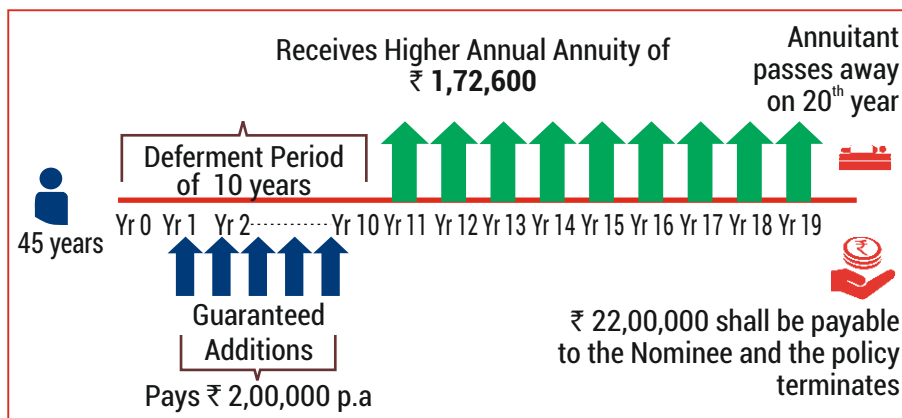 Receives Higher Annual Annuity of
₹ 1,72,600
Annuitant
passes away
on 20th year
Deferment Period
of 10 years
45 years
Yr 0 Yr 1 Yr 2............ Yr 10 Yr 11 Yr 12 Yr 13 Yr 14 Yr 15 Yr 16 Yr 17 Yr 18 Yr 19
Guaranteed
Additions
Pays ₹ 2,00,000 p.a
₹
₹ 22,00,000 shall be payable
to the Nominee and the policy
terminates